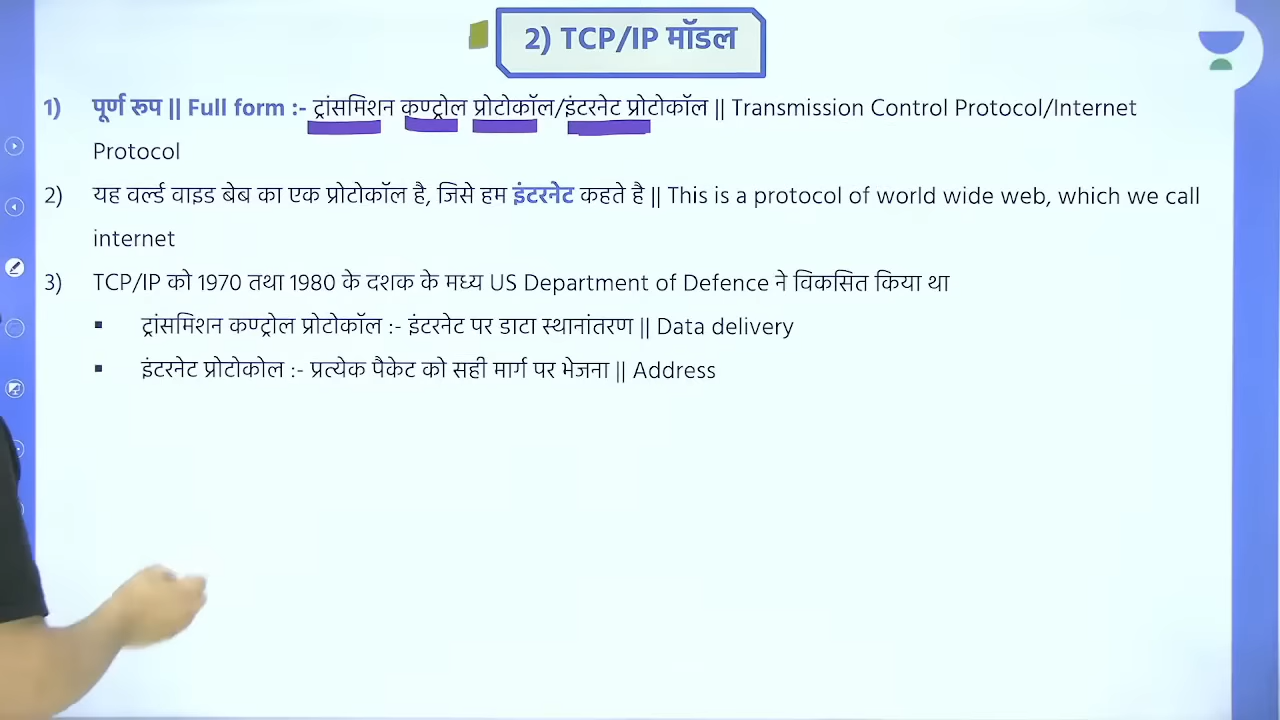 2) TCP/IP मॉडल
1) पूर्ण रूप || Full form :- ट्रांसमिशन कण्ट्रोल प्रोटोकॉल/इंटरनेट प्रोटोकॉल || Transmission Control Protocol/Internet
Protocol
2) यह वर्ल्ड वाइड बेब का एक प्रोटोकॉल है, जिसे हम इंटरनेट कहते है || This is a protocol of world wide web, which we call
internet
3) TCP/IP को 1970 तथा 1980 के दशक के मध्य US Department of Defence ने विकसित किया था
▪ ट्रांसमिशन कण्ट्रोल प्रोटोकॉल :- इंटरनेट पर डाटा स्थानांतरण || Data delivery
▪ इंटरनेट प्रोटोकोल :- प्रत्येक पैकेट को सही मार्ग पर भेजना || Address